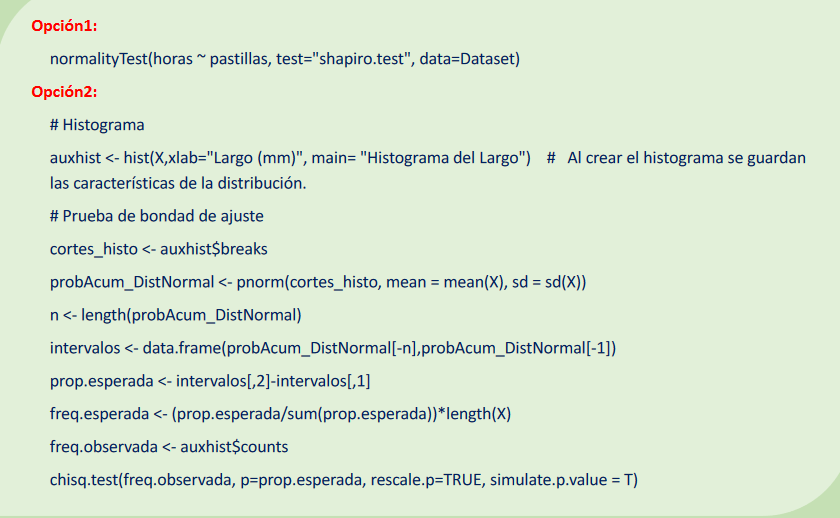 Opción1:
normalityTest(horas ~ pastillas, test="shapiro.test", data=Dataset)
Opción2:
# Histograma
auxhist <- hist(X,xlab="Largo (mm)", main= "Histograma del Largo") # Al crear el histograma se guardan
las características de la distribución.
# Prueba de bondad de ajuste
cortes_histo <- auxhist$breaks
probAcum_DistNormal <- pnorm(cortes_histo, mean = mean(X), sd = sd(X))
n <- length(probAcum_DistNormal)
intervalos <- data.frame(probAcum_DistNormal[-n],probAcum_DistNormal[-1])
prop.esperada <- intervalos[,2]-intervalos[,1]
freq.esperada <- (prop.esperada/sum(prop.esperada))*length(X)
freq.observada <- auxhist$counts
chisq.test(freq.observada, p=prop.esperada, rescale.p=TRUE, simulate.p.value = T)